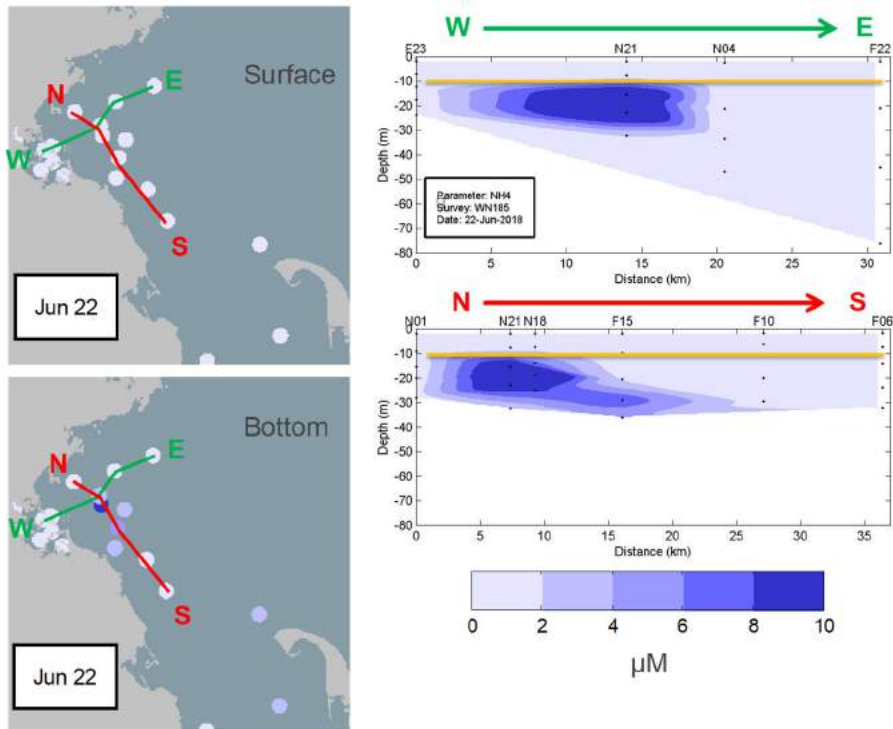 Surface
N
E
W
S
Jun 22
Bottom
N
E
W
S
Jun 22
W E
F23 N21 N04 F22
0
-10
-20
-30
-40
-50
-60
-70
-80
Depth (m)
Parameter: NH4
Survey: WN185
Date: 22-Jun-2018
0 5 10 15 20 25 30
Distance (km)
N S
N01 N21 N18 F15 F10 F06
0
-10
-20
-30
-40
-50
-60
-70
-80
Depth (m)
0 5 10 15 20 25 30 35
Distance (km)
0 2 4 6 8 10
µM